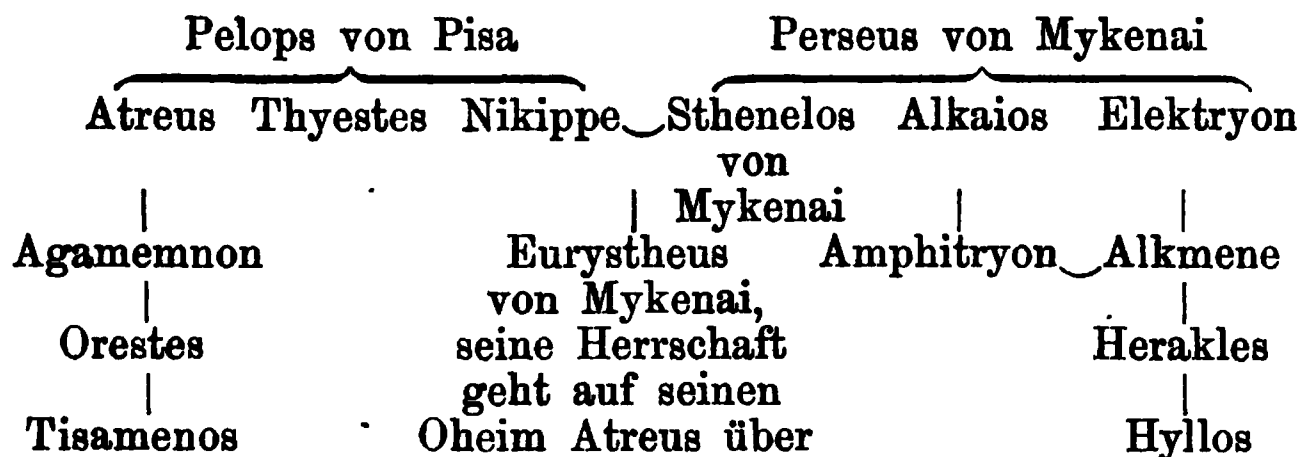 Pelops von Pisa Perseus von Mykenai
Atreus Thyestes Nikippe Sthenelos Alkaios Elektryon
von
Mykenai
Agamemnon Eurystheus Amphitryon Alkmene
von Mykenai,
Orestes seine Herrschaft Herakles
geht auf seinen
Tisamenos Oheim Atreus über Hyllos